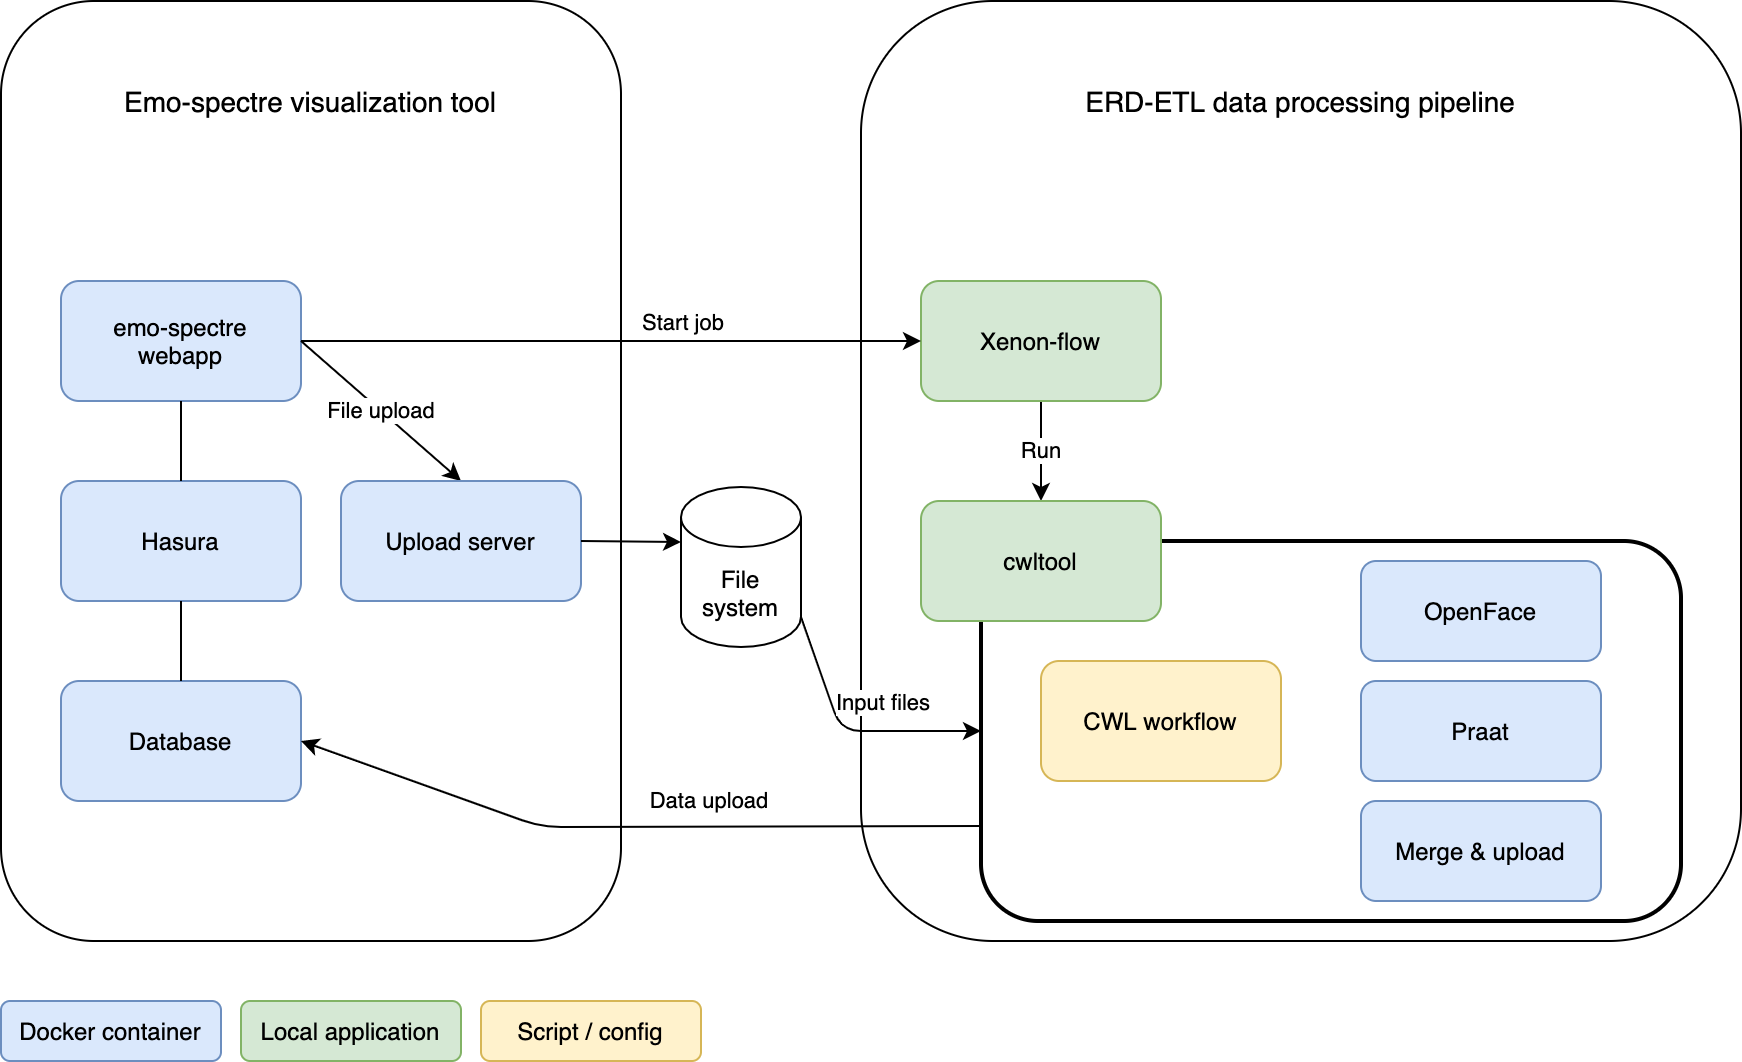 Emo-spectre visualization tool
ERD-ETL data processing pipeline
emo-spectre
webapp
Start job
Xenon-flow
File upload
Run
Hasura
Upload server
File
system
cwltool
OpenFace
Input files
CWL workflow
Praat
Database
Data upload
Merge & upload
Docker container
Local application
Script / config